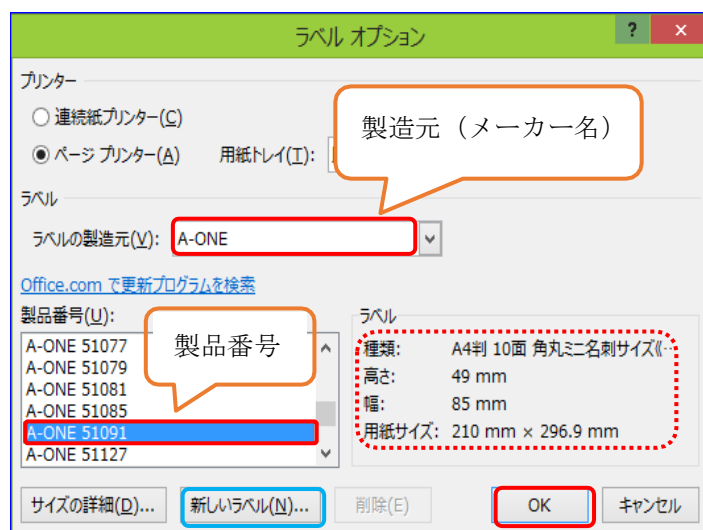 ラベル オプション
? ×
プリンター
連続紙プリンター(C)
ページ プリンター(A) 用紙トレイ(T):
製造元（メーカー名）
ラベル
ラベルの製造元(V): A-ONE
Office.com で更新プログラムを検索
製品番号(U):
A-ONE 51077
A-ONE 51079
A-ONE 51081
A-ONE 51085
A-ONE 51091
A-ONE 51127
製品番号
ラベル
種類: A4判 10面 角丸ミニ名刺サイズ《…
高さ: 49 mm
幅: 85 mm
用紙サイズ: 210 mm × 296.9 mm
サイズの詳細(D)... 新しいラベル(N)... 削除(E) OK キャンセル